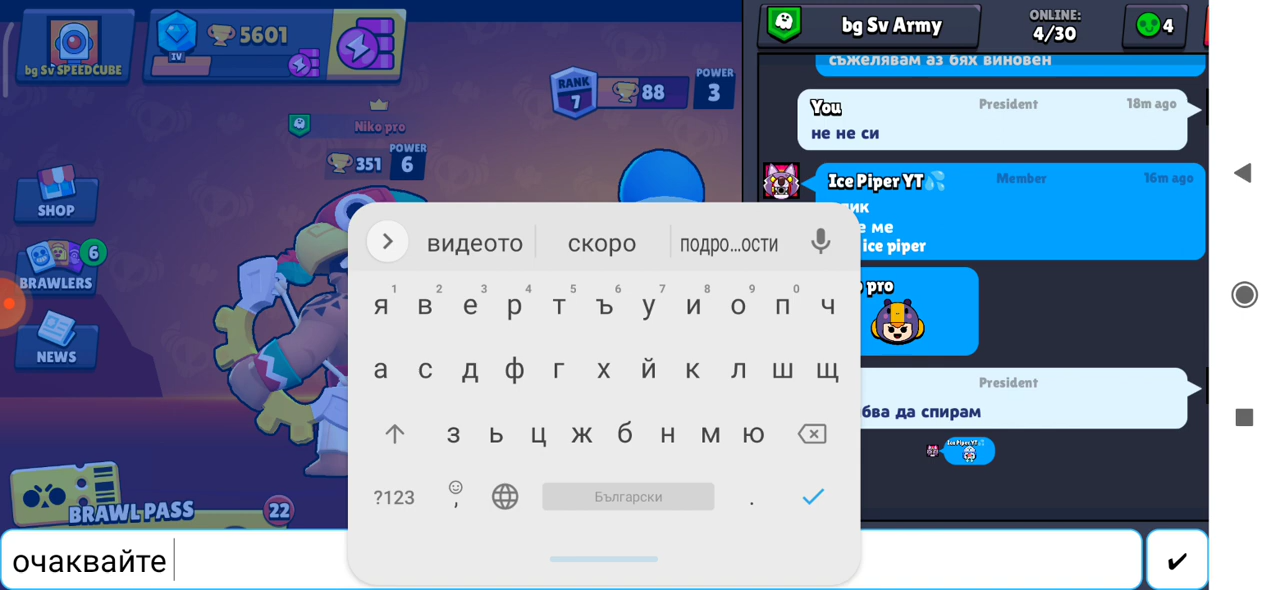 5601
IV
bg Sv SPEEDCUBE
RANK
7
88
POWER
3
Niko pro
351
POWER
6
SHOP
BRAWLERS
6
NEWS
BRAWL PASS
22
bg Sv Army
ONLINE:
4/30
4
съжелявам аз бях виновен
You
President
18m ago
не не си
Ice Piper YT💦
Member
16m ago
ме
ice piper
pro
President
да спирам
Ice Piper YT💦
видеото скоро подро...ости
1 2 3 4 5 6 7 8 9 0
я в е р т ъ у и о п ч
а с д ф г х й к л ш щ
з ь ц ж б н м ю
?123 , Български .
очаквайте